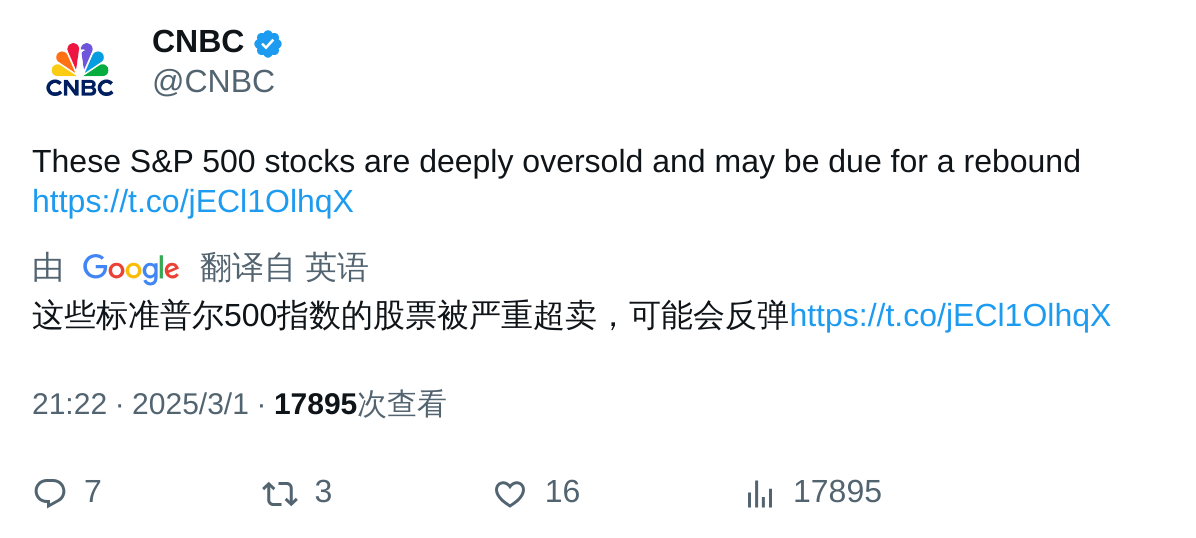 CNBC
CNBC
@CNBC
These S&P 500 stocks are deeply oversold and may be due for a rebound
https://t.co/jECl1OlhqX
由 Google 翻译自 英语
这些标准普尔500指数的股票被严重超卖，可能会反弹https://t.co/jECl1OlhqX
21:22 · 2025/3/1 · 17895次查看
7 3 16 17895